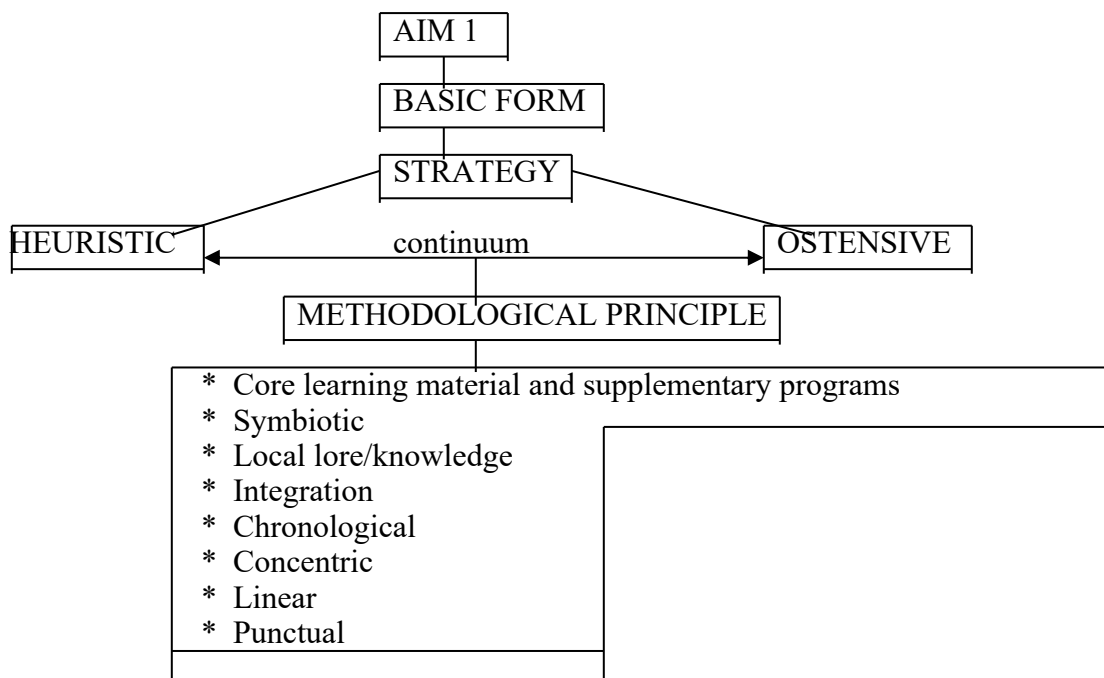 AIM 1
BASIC FORM
STRATEGY
HEURISTIC
continuum
OSTENSIVE
METHODOLOGICAL PRINCIPLE
* Core learning material and supplementary programs
* Symbiotic
* Local lore/knowledge
* Integration
* Chronological
* Concentric
* Linear
* Punctual